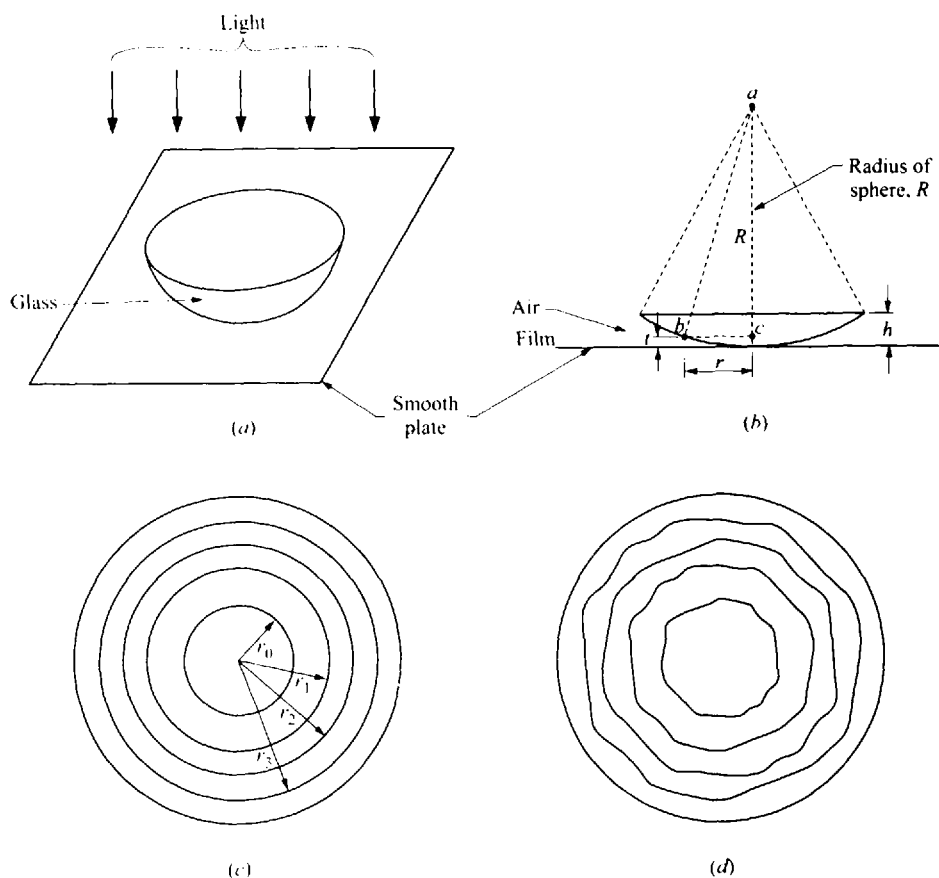 Light
Glass
(a)
a
Radius of
sphere, R
R
Air
b
c
h
t
Film
r
Smooth
plate
(b)
r0
r1
r2
r3
(c)
(d)